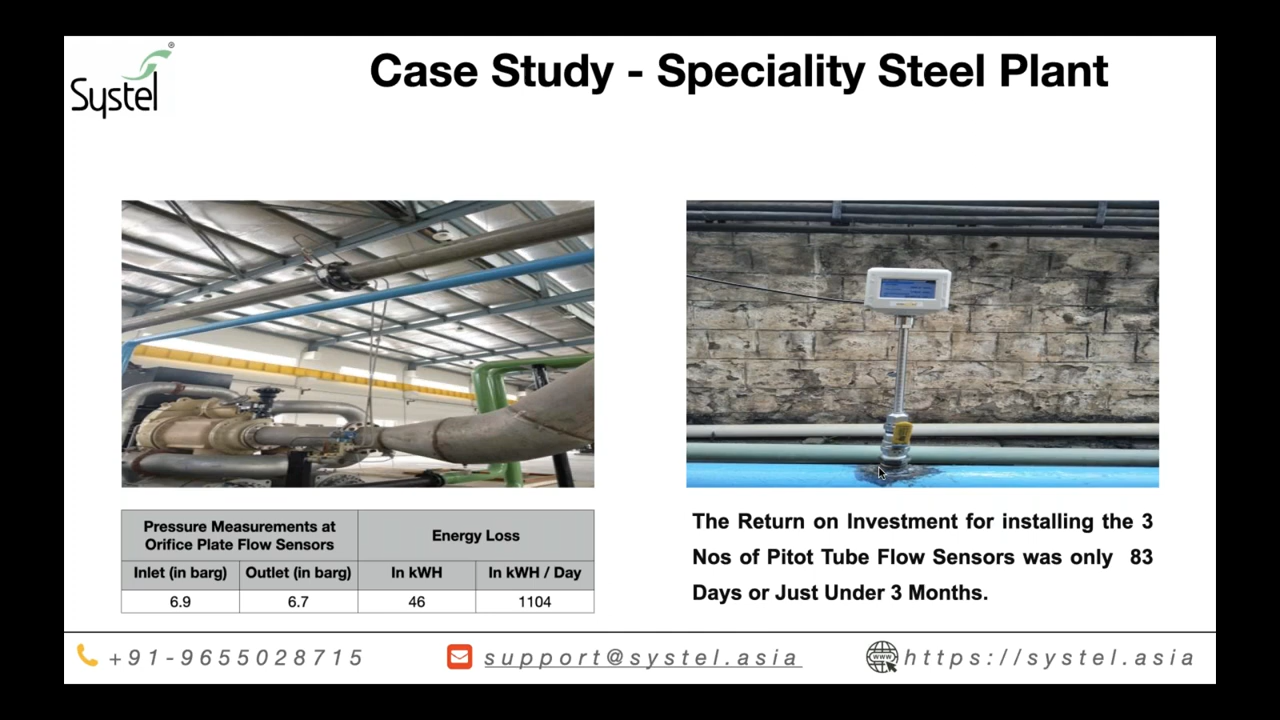 Systel
®
Case Study - Speciality Steel Plant
Pressure Measurements at
Orifice Plate Flow Sensors
Energy Loss
Inlet (in barg) Outlet (in barg) In kWH In kWH / Day
6.9 6.7 46 1104
The Return on Investment for installing the 3
Nos of Pitot Tube Flow Sensors was only 83
Days or Just Under 3 Months.
+91-9655028715 support@systel.asia www https://systel.asia